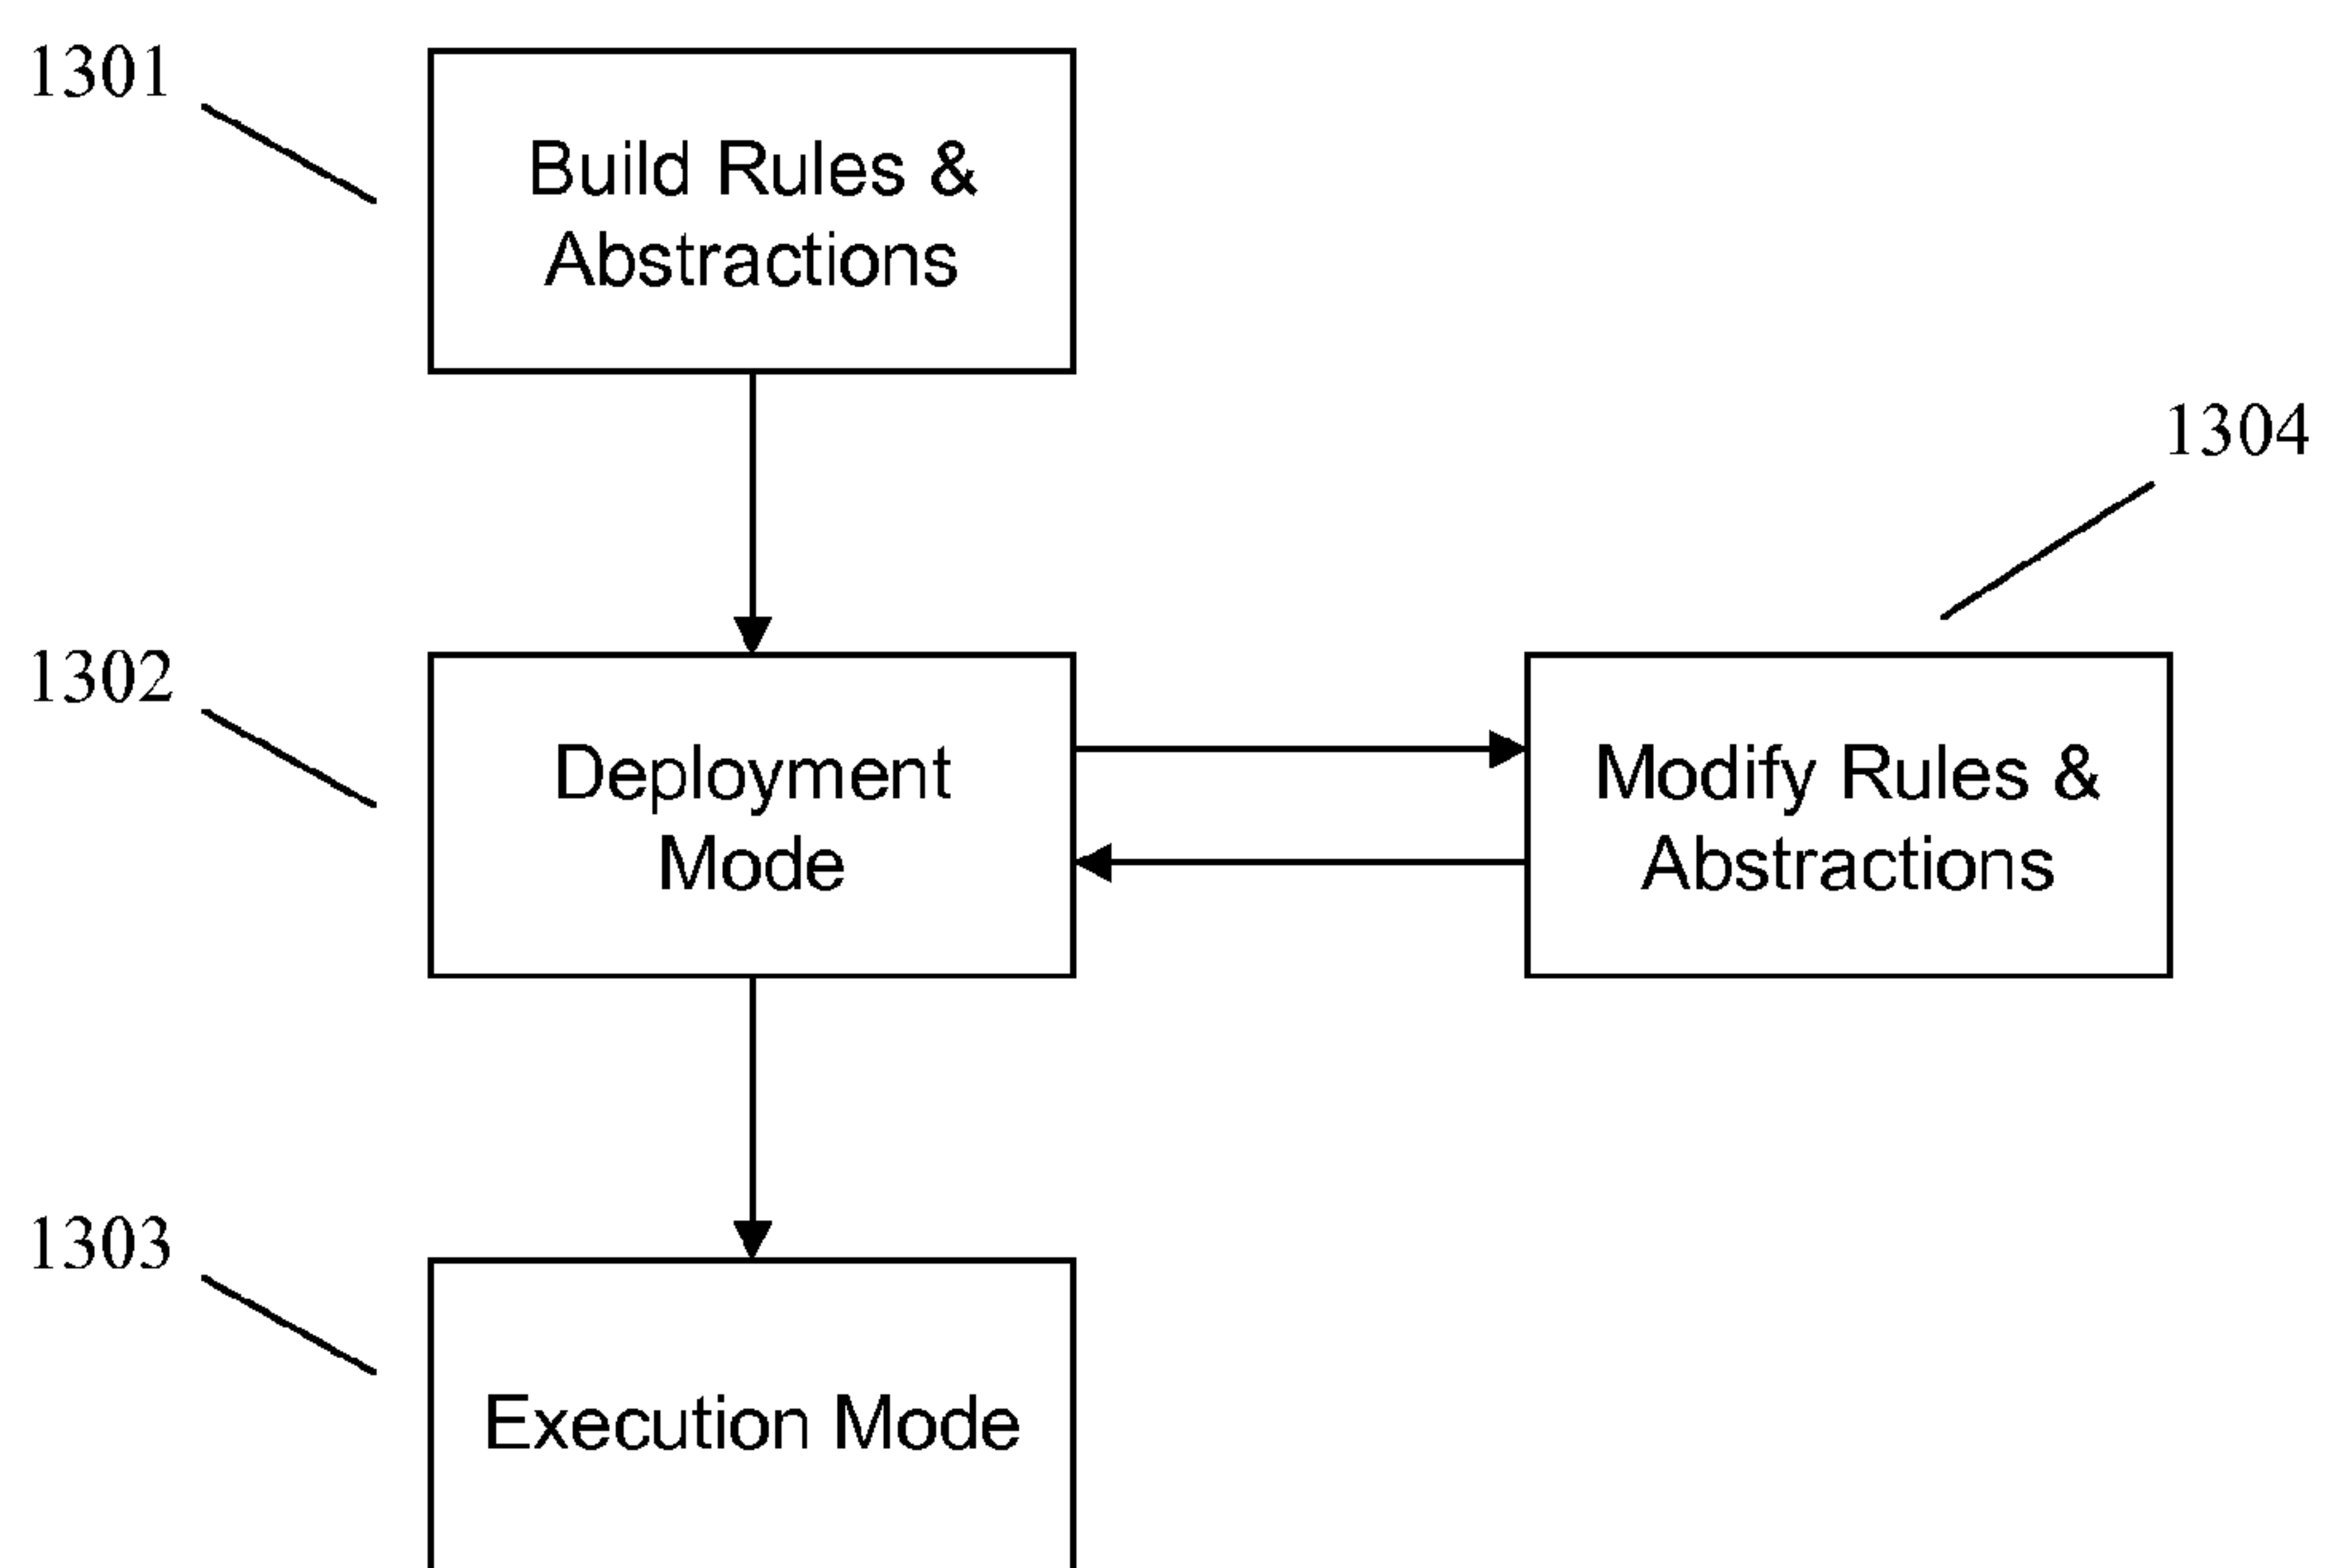 1301
Build Rules &
Abstractions
1304
1302
Deployment
Mode
Modify Rules &
Abstractions
1303
Execution Mode